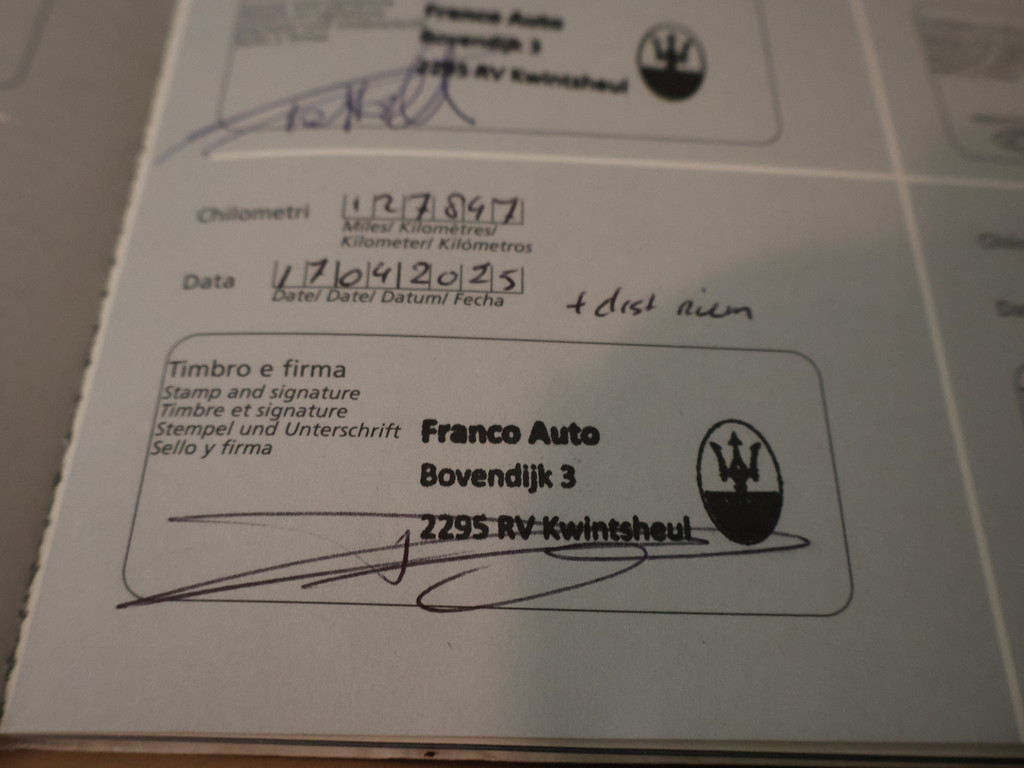 Franco Auto
Bovendijk 3
2295 RV Kwintsheul
Chilometri 127847
Miles/ Kilomètres/
Kilometer/ Kilómetros
Data 17042025
Date/ Date/ Datum/ Fecha
+ dist riem
Timbro e firma
Stamp and signature
Timbre et signature
Stempel und Unterschrift
Sello y firma
Franco Auto
Bovendijk 3
2295 RV Kwintsheul